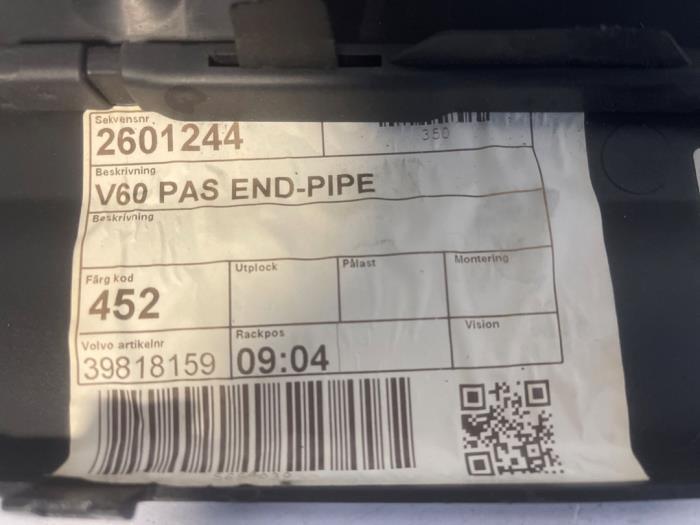 Sekvensnr
2601244
350
Beskrivning
V60 PAS END-PIPE
Beskrivning
Färg kod
452
Utplock
Pålast
Montering
Volvo artikelnr
39818159
Rackpos
09:04
Vision